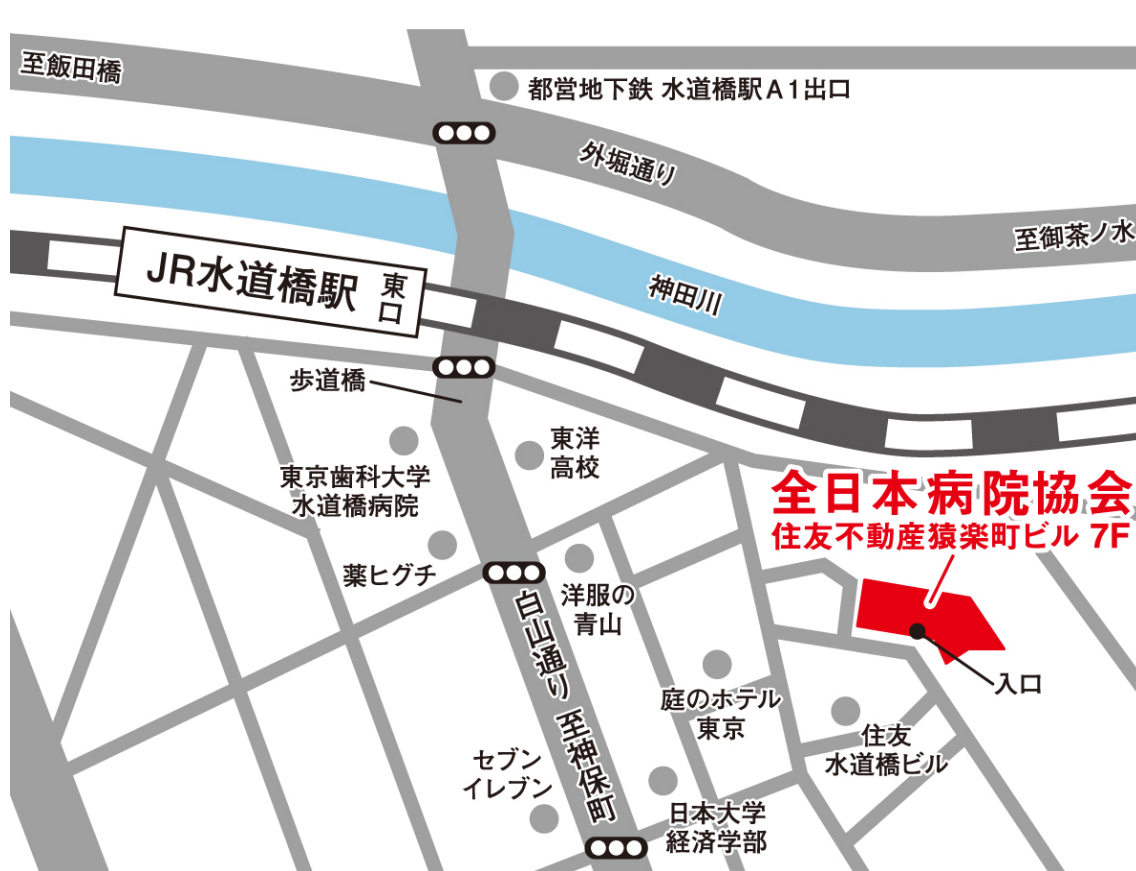 至飯田橋
都営地下鉄 水道橋駅A1出口
外堀通り
至御茶ノ水
JR水道橋駅
東口
神田川
歩道橋
東洋
高校
東京歯科大学
水道橋病院
全日本病院協会
住友不動産猿楽町ビル 7F
薬ヒグチ
洋服の
青山
白山通り 至神保町
入口
庭のホテル
東京
住友
水道橋ビル
セブン
イレブン
日本大学
経済学部